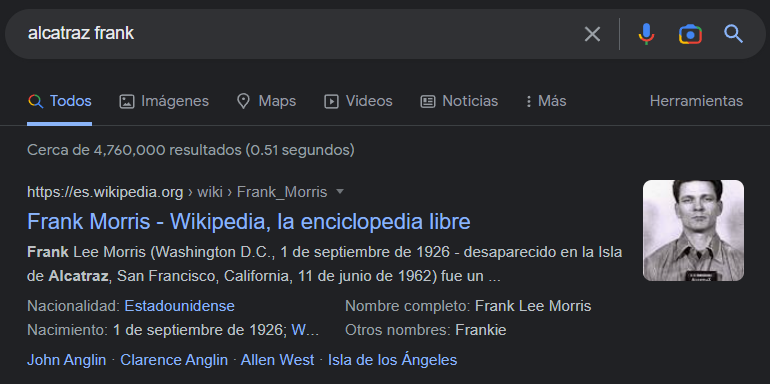 alcatraz frank
Todos Imágenes Maps Videos Noticias Más Herramientas
Cerca de 4,760,000 resultados (0.51 segundos)
https://es.wikipedia.org › wiki › Frank_Morris
Frank Morris - Wikipedia, la enciclopedia libre
Frank Lee Morris (Washington D.C., 1 de septiembre de 1926 - desaparecido en la Isla
de Alcatraz, San Francisco, California, 11 de junio de 1962) fue un ...
Nacionalidad: Estadounidense Nombre completo: Frank Lee Morris
Nacimiento: 1 de septiembre de 1926; W... Otros nombres: Frankie
John Anglin · Clarence Anglin · Allen West · Isla de los Ángeles